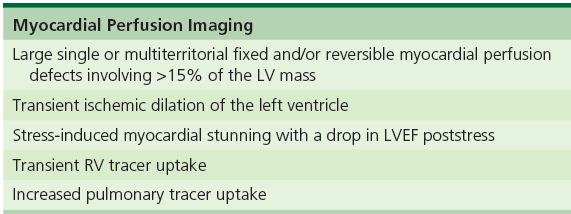 Myocardial Perfusion Imaging
Large single or multiterritorial fixed and/or reversible myocardial perfusion
defects involving >15% of the LV mass
Transient ischemic dilation of the left ventricle
Stress-induced myocardial stunning with a drop in LVEF poststress
Transient RV tracer uptake
Increased pulmonary tracer uptake